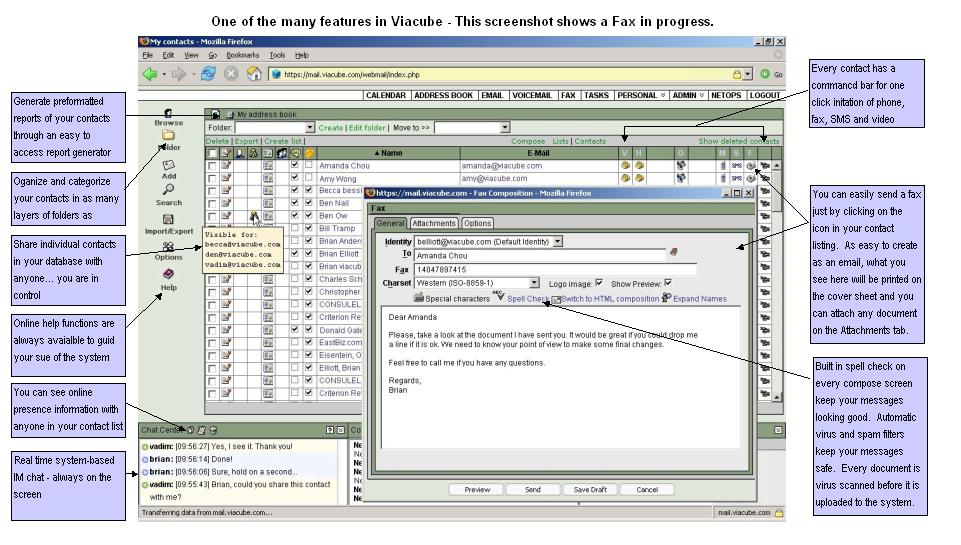 One of the many features in Viacube - This screenshot shows a Fax in progress.
My contacts - Mozilla Firefox
File Edit View Go Bookmarks Tools Help
https://mail.viacube.com/webmail/index.php
Go
CALENDAR ADDRESS BOOK EMAIL VOICEMAIL FAX TASKS PERSONAL ADMIN NETOPS LOGOUT
Generate preformatted
reports of your contacts
through an easy to
access report generator
Oganize and categorize
your contacts in as many
layers of folders as
Share individual contacts
in your database with
anyone... you are in
control
Online help functions are
always avaialble to guid
your sue of the system
You can see online
presence information with
anyone in your contact list
Real time system-based
IM chat - always on the
screen
Browse
Folder
Add
Search
Import/Export
Options
Help
My address book
Folder: Create | Edit folder | Move to >>
Delete | Export | Create list | Compose Lists | Contacts Show deleted contacts
Name E-Mail V H M S F
Amanda Chou amanda@viacube.com SMS
Amy Wong amy@viacube.com SMS
Becca bessi
Ben Nail
Ben Ow
Bill Tramp
Brian Anders
Brian Elliott
Brian viacub
Charles Sch
Christopher
CONSULEL
Criterion Re
Donald Gate
EastBiz.com
Eisentein, O
Elliott, Brian
CONSULEL
Criterion Ret
Visible for:
becca@viacube.com
den@viacube.com
vadin@viacube.com
https://mail.viacube.com - Fax Composition - Mozilla Firefox
Fax
General Attachments Options
Identity belliott@viacube.com (Default Identity)
To Amanda Chou
Fax 14047897415
Charset Western (ISO-8859-1) Logo image: Show Preview:
Special characters ABC Spell Check Switch to HTML composition Expand Names
Dear Amanda
Please, take a look at the document I have sent you. It would be great if you could drop me
a line if it is ok. We need to know your point of view to make some final changes.
Feel free to call me if you have any questions.
Regards,
Brian
Preview Send Save Draft Cancel
Chat Center
vadim: [09:56:27] Yes, I see it. Thank you!
brian: [09:56:14] Done!
brian: [09:56:06] Sure, hold on a second...
vadim: [09:55:43] Brian, could you share this contact
with me?
Co
Ne
Ne
Ne
Ne
Ne
Transferring data from mail.viacube.com...
mail.viacube.com
Every contact has a
commancd bar for one
click initation of phone,
fax, SMS and video
You can easily send a fax
just by clicking on the
icon in your contact
listing. As easy to create
as an email, what you
see here will be printed on
the cover sheet and you
can attach any document
on the Attachments tab.
Built in spell check on
every compose screen
keep your messages
looking good. Automatic
virus and spam filters
keep your messages
safe. Every document is
virus scanned before it is
uploaded to the system.